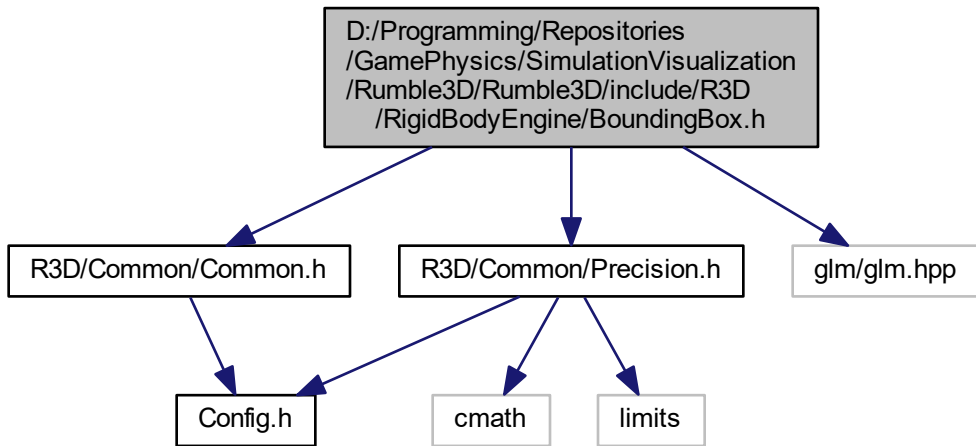 D:/Programming/Repositories
/GamePhysics/SimulationVisualization
/Rumble3D/Rumble3D/include/R3D
/RigidBodyEngine/BoundingBox.h
R3D/Common/Common.h
R3D/Common/Precision.h
glm/glm.hpp
Config.h
cmath
limits